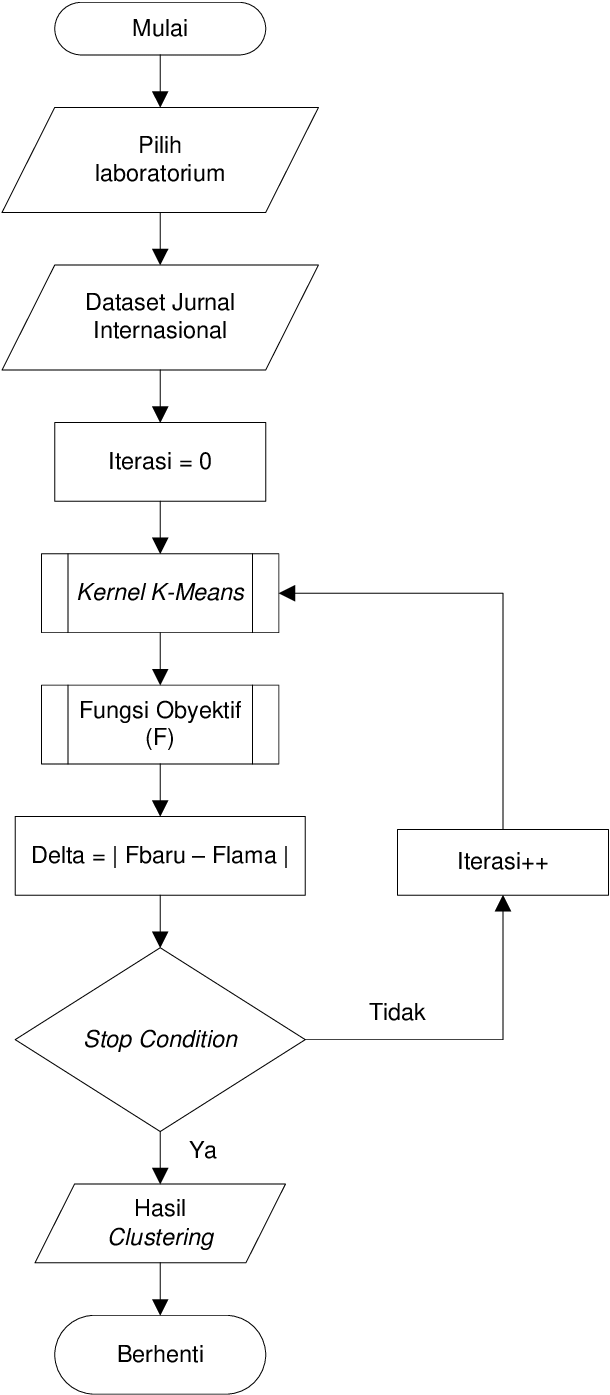 Mulai
Pilih
laboratorium
Dataset Jurnal
Internasional
Iterasi = 0
Kernel K-Means
Fungsi Obyektif
(F)
Delta = | Fbaru – Flama |
Iterasi++
Stop Condition
Tidak
Ya
Hasil
Clustering
Berhenti